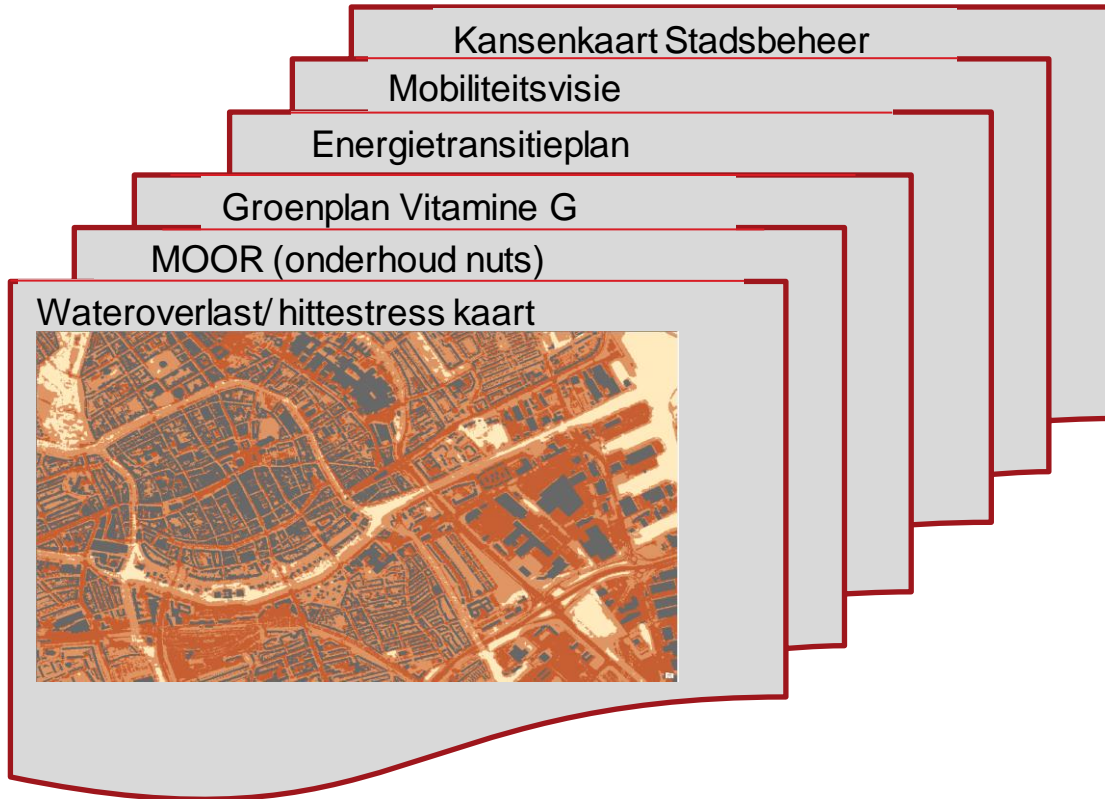 Kansenkaart Stadsbeheer
Mobiliteitsvisie
Energietransitieplan
Groenplan Vitamine G
MOOR (onderhoud nuts)
Wateroverlast/ hittestress kaart